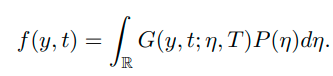 f(y, t) = ∫_ℝ G(y, t; η, T)P(η)dη.